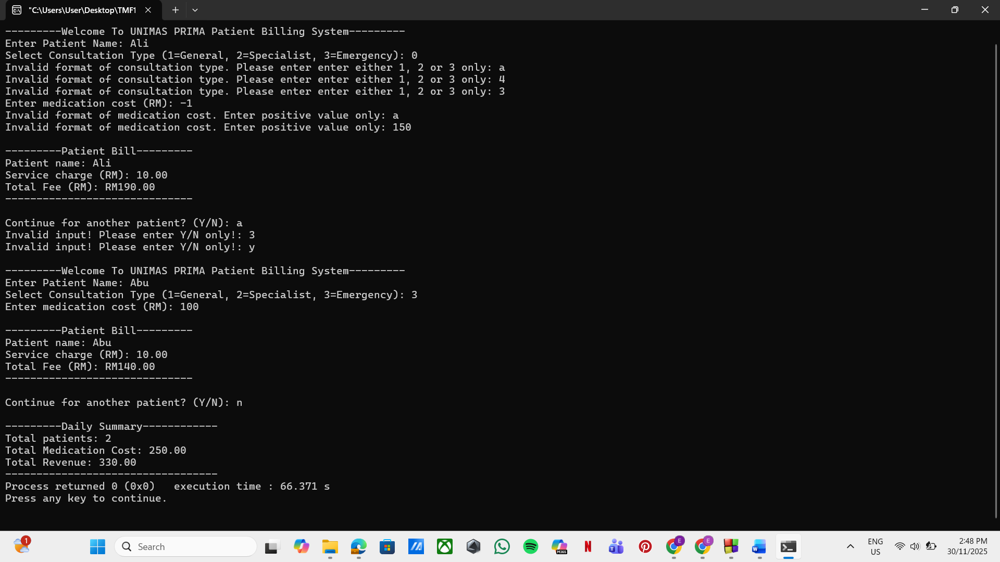 "C:\Users\User\Desktop\TMF1
---------Welcome To UNIMAS PRIMA Patient Billing System---------
Enter Patient Name: Ali
Select Consultation Type (1=General, 2=Specialist, 3=Emergency): 0
Invalid format of consultation type. Please enter enter either 1, 2 or 3 only: a
Invalid format of consultation type. Please enter enter either 1, 2 or 3 only: 4
Invalid format of consultation type. Please enter enter either 1, 2 or 3 only: 3
Enter medication cost (RM): -1
Invalid format of medication cost. Enter positive value only: a
Invalid format of medication cost. Enter positive value only: 150
---------Patient Bill---------
Patient name: Ali
Service charge (RM): 10.00
Total Fee (RM): RM190.00
------------------------------
Continue for another patient? (Y/N): a
Invalid input! Please enter Y/N only!: 3
Invalid input! Please enter Y/N only!: y
---------Welcome To UNIMAS PRIMA Patient Billing System---------
Enter Patient Name: Abu
Select Consultation Type (1=General, 2=Specialist, 3=Emergency): 3
Enter medication cost (RM): 100
---------Patient Bill---------
Patient name: Abu
Service charge (RM): 10.00
Total Fee (RM): RM140.00
------------------------------
Continue for another patient? (Y/N): n
---------Daily Summary------------
Total patients: 2
Total Medication Cost: 250.00
Total Revenue: 330.00
----------------------------------
Process returned 0 (0x0)   execution time : 66.371 s
Press any key to continue.
1
Search
M365
N
T
E
E
W
ENG
US
2:48 PM
30/11/2025